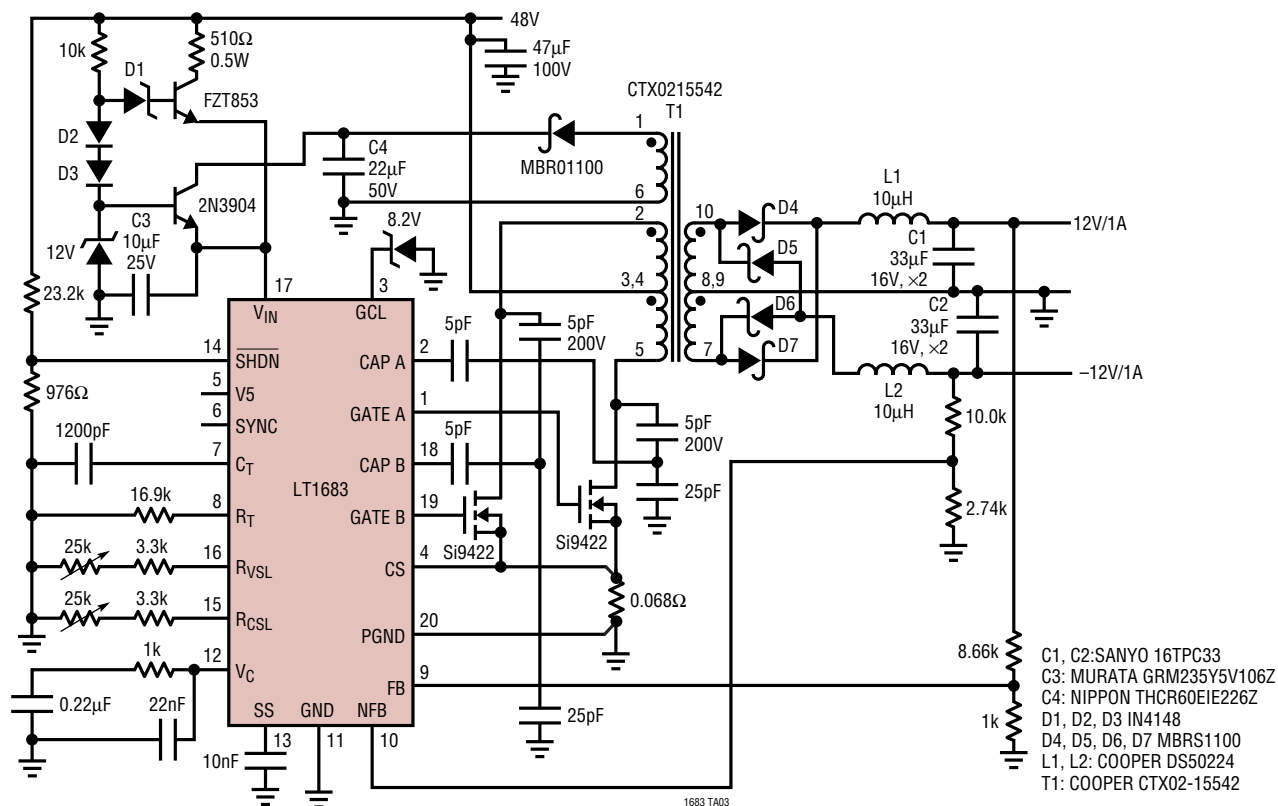 48V
10k
510Ω
0.5W
47µF
100V
D1
FZT853
CTX0215542
T1
D2
D3
C4
22µF
50V
MBR01100
1
6
2
3,4
5
10
8,9
7
D4
D5
D6
D7
L1
10µH
12V/1A
C1
33µF
16V, ×2
C2
33µF
16V, ×2
–12V/1A
L2
10µH
2N3904
C3
10µF
25V
12V
8.2V
23.2k
17
3
VIN
GCL
5pF
5pF
200V
14
SHDN
2
CAP A
976Ω
5
V5
1
GATE A
6
SYNC
5pF
200V
10.0k
1200pF
7
CT
5pF
18
CAP B
25pF
LT1683
2.74k
16.9k
8
RT
19
GATE B
Si9422
Si9422
25k
3.3k
16
RVSL
4
CS
0.068Ω
25k
3.3k
15
RCSL
20
PGND
1k
12
VC
9
FB
8.66k
1k
0.22µF
22nF
SS
GND
NFB
25pF
13
11
10
10nF
C1, C2:SANYO 16TPC33
C3: MURATA GRM235Y5V106Z
C4: NIPPON THCR60EIE226Z
D1, D2, D3 IN4148
D4, D5, D6, D7 MBRS1100
L1, L2: COOPER DS50224
T1: COOPER CTX02-15542
1683 TA03